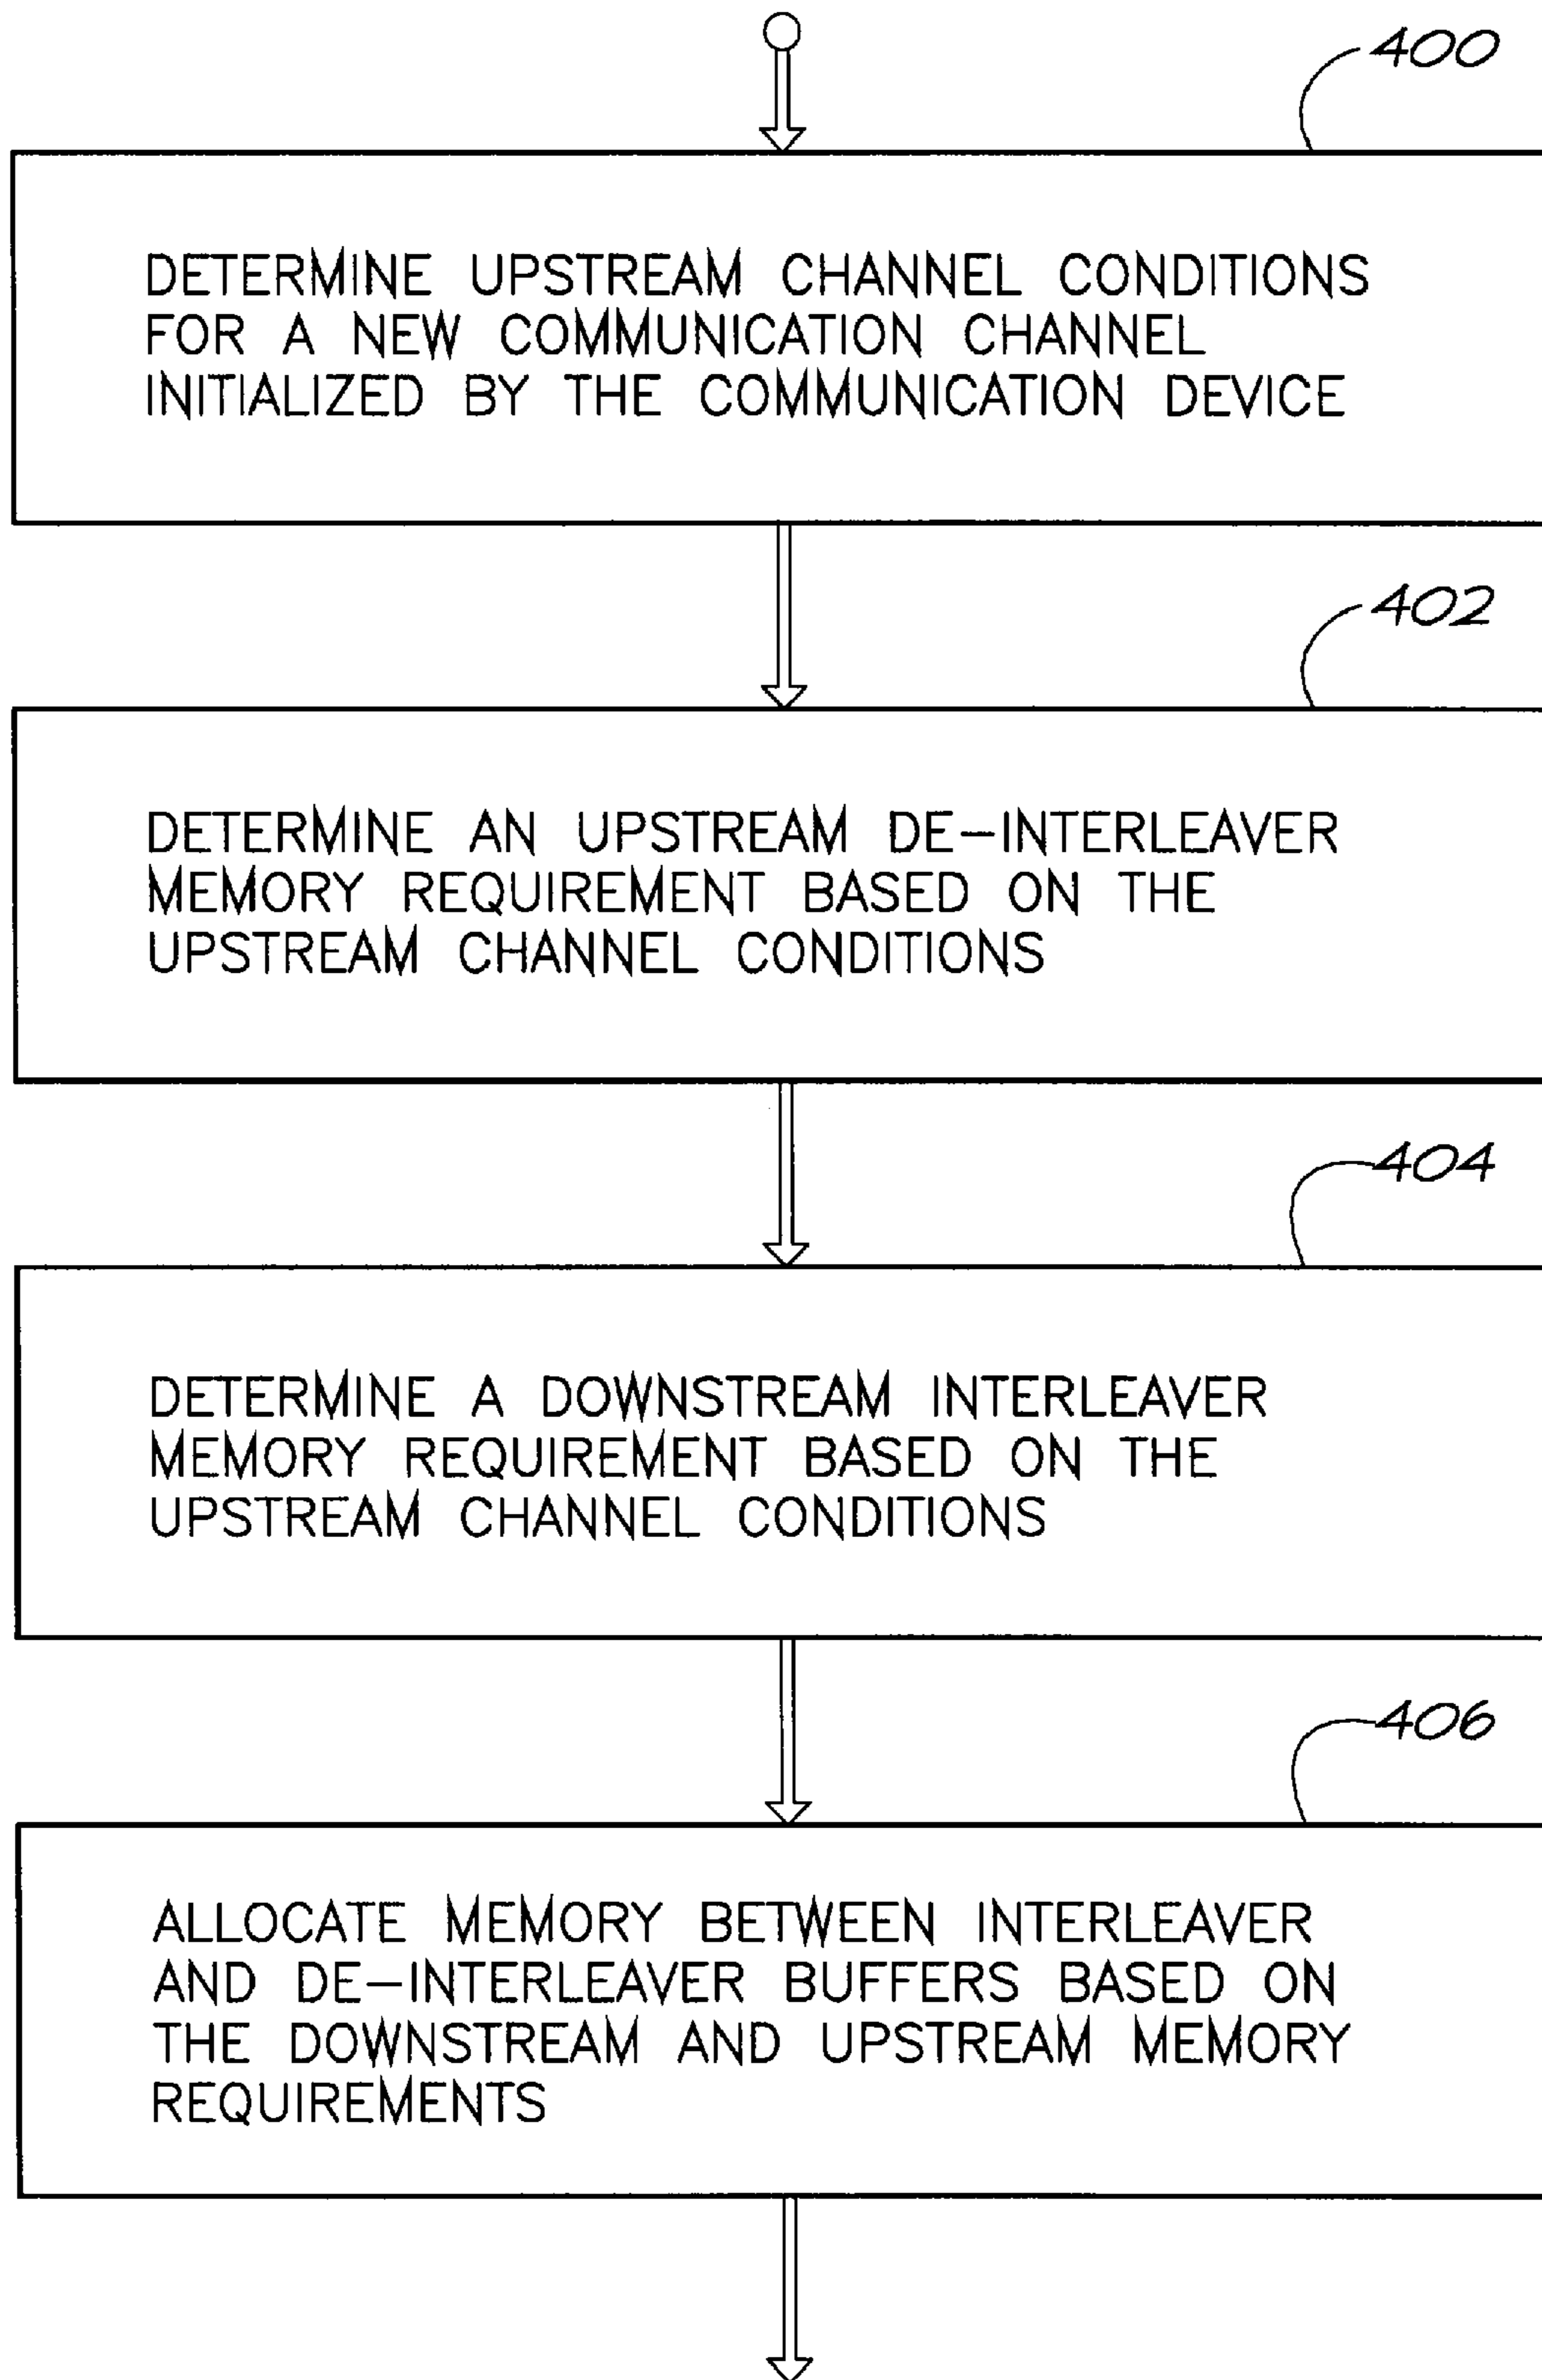 400
DETERMINE UPSTREAM CHANNEL CONDITIONS
FOR A NEW COMMUNICATION CHANNEL
INITIALIZED BY THE COMMUNICATION DEVICE
402
DETERMINE AN UPSTREAM DE-INTERLEAVER
MEMORY REQUIREMENT BASED ON THE
UPSTREAM CHANNEL CONDITIONS
404
DETERMINE A DOWNSTREAM INTERLEAVER
MEMORY REQUIREMENT BASED ON THE
UPSTREAM CHANNEL CONDITIONS
406
ALLOCATE MEMORY BETWEEN INTERLEAVER
AND DE-INTERLEAVER BUFFERS BASED ON
THE DOWNSTREAM AND UPSTREAM MEMORY
REQUIREMENTS